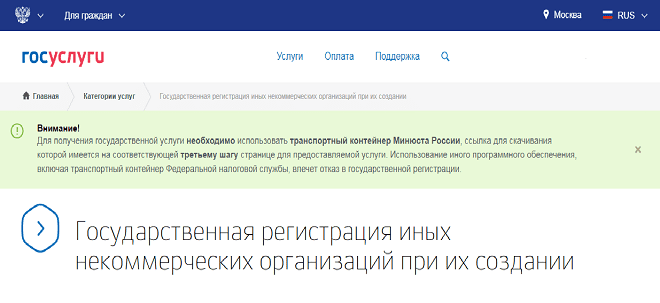 Для граждан Москва RUS
госуслуги Услуги Оплата Поддержка
Главная Категории услуг Государственная регистрация иных некоммерческих организаций при их создании
Внимание!
Для получения государственной услуги необходимо использовать транспортный контейнер Минюста России, ссылка для скачивания
которой имеется на соответствующей третьему шагу странице для предоставляемой услуги. Использование иного программного обеспечения,
включая транспортный контейнер Федеральной налоговой службы, влечет отказ в государственной регистрации.
Государственная регистрация иных
некоммерческих организаций при их создании